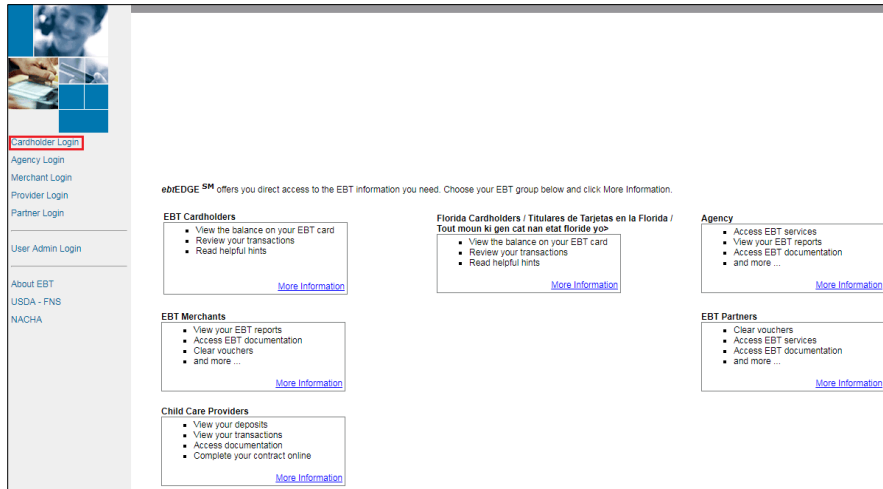 Cardholder Login
Agency Login
Merchant Login
Provider Login
Partner Login
User Admin Login
About EBT
USDA - FNS
NACHA
ebtEDGE SM offers you direct access to the EBT information you need. Choose your EBT group below and click More Information.
EBT Cardholders
View the balance on your EBT card
Review your transactions
Read helpful hints
More Information
Florida Cardholders / Titulares de Tarjetas en la Florida /
Tout moun ki gen cat nan etat floride yo>
View the balance on your EBT card
Review your transactions
Read helpful hints
More Information
Agency
Access EBT services
View your EBT reports
Access EBT documentation
and more ...
More Information
EBT Merchants
View your EBT reports
Access EBT documentation
Clear vouchers
and more ...
More Information
EBT Partners
Clear vouchers
Access EBT services
Access EBT documentation
and more ...
More Information
Child Care Providers
View your deposits
View your transactions
Access documentation
Complete your contract online
More Information